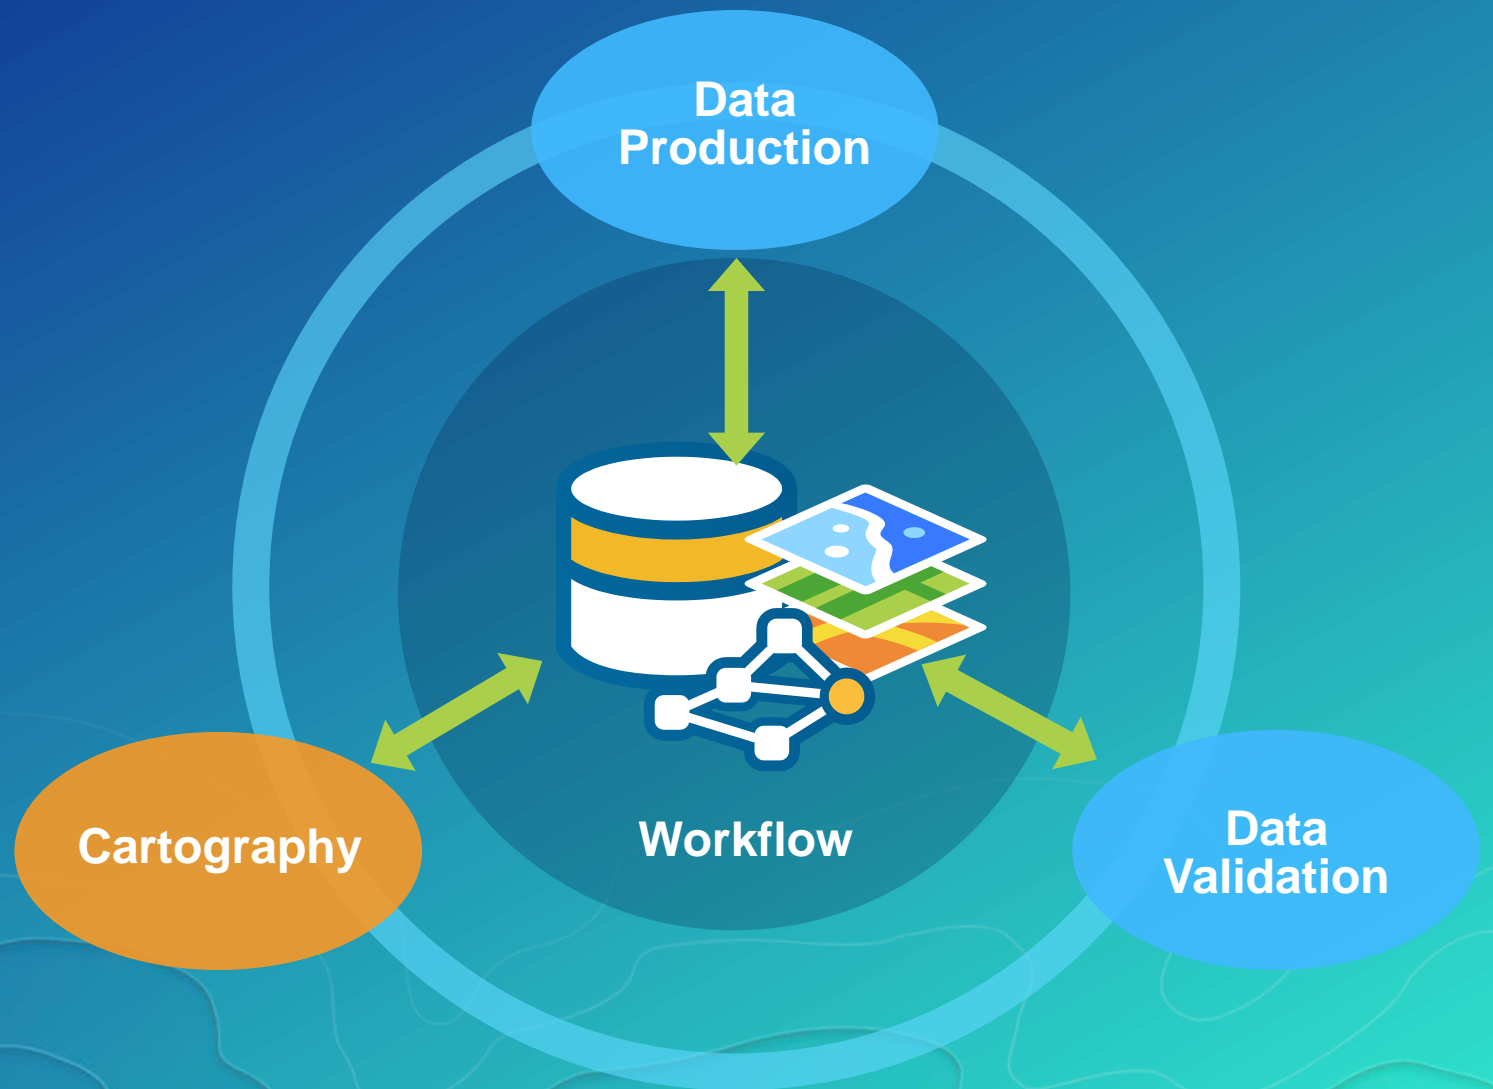 Data
Production
Workflow
Cartography
Data
Validation